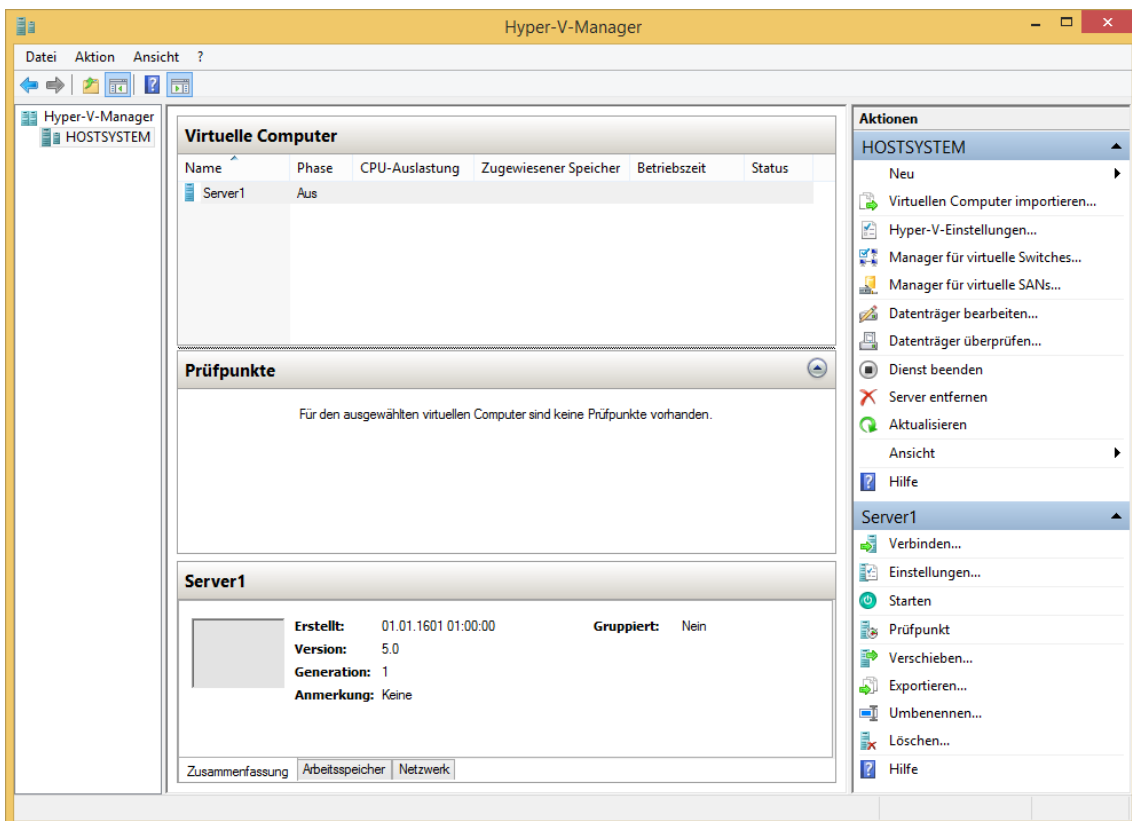 Hyper-V-Manager
Datei Aktion Ansicht ?
Hyper-V-Manager
HOSTSYSTEM
Virtuelle Computer
Name Phase CPU-Auslastung Zugewiesener Speicher Betriebszeit Status
Server1 Aus
Prüfpunkte
Für den ausgewählten virtuellen Computer sind keine Prüfpunkte vorhanden.
Server1
Erstellt: 01.01.1601 01:00:00 Gruppiert: Nein
Version: 5.0
Generation: 1
Anmerkung: Keine
Zusammenfassung Arbeitsspeicher Netzwerk
Aktionen
HOSTSYSTEM
Neu
Virtuellen Computer importieren...
Hyper-V-Einstellungen...
Manager für virtuelle Switches...
Manager für virtuelle SANs...
Datenträger bearbeiten...
Datenträger überprüfen...
Dienst beenden
Server entfernen
Aktualisieren
Ansicht
Hilfe
Server1
Verbinden...
Einstellungen...
Starten
Prüfpunkt
Verschieben...
Exportieren...
Umbenennen...
Löschen...
Hilfe